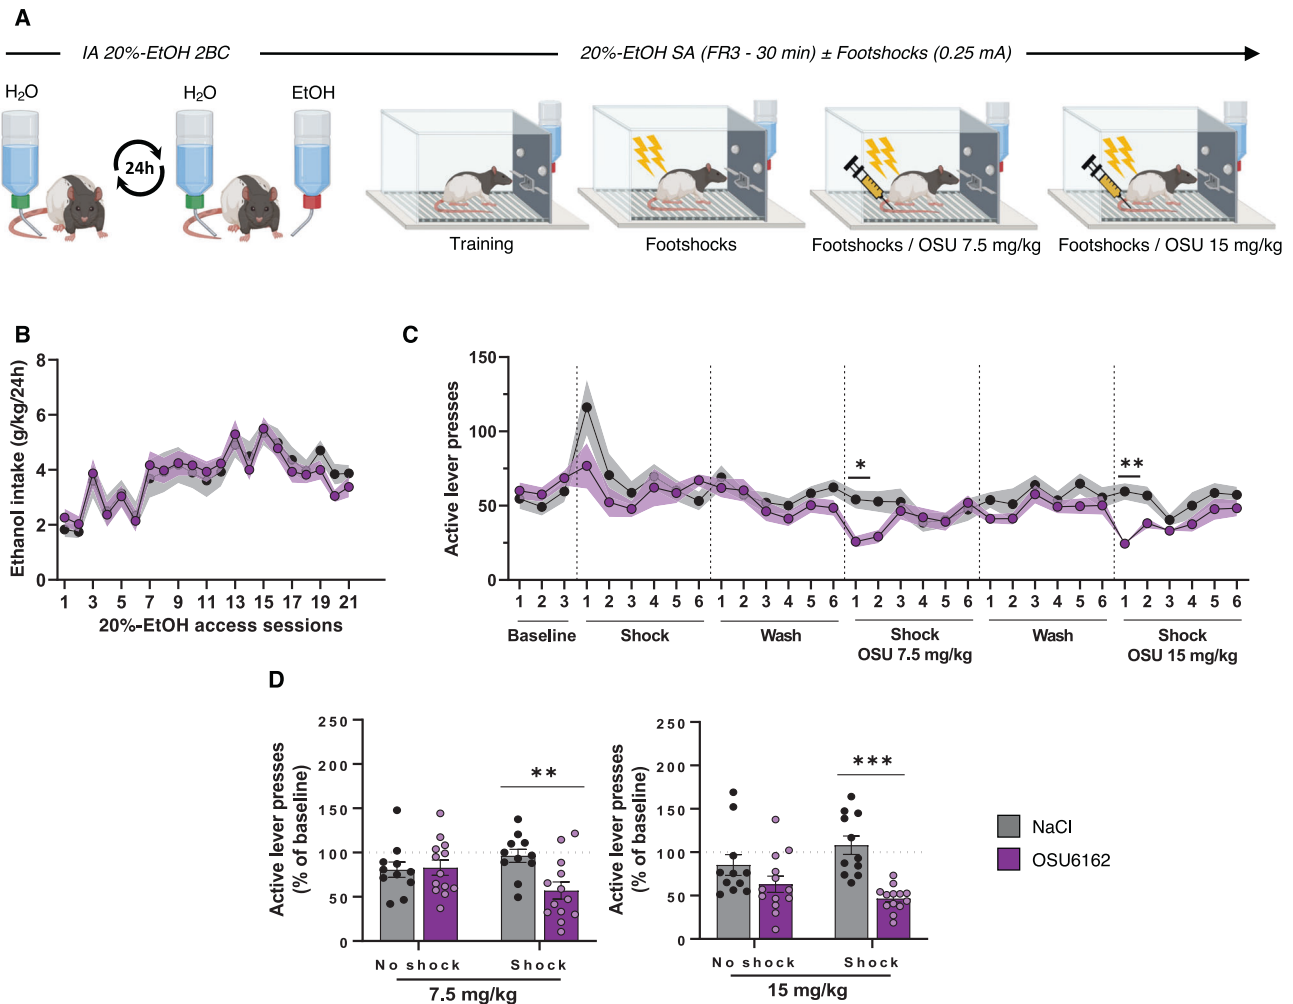 A
IA 20%-EtOH 2BC
20%-EtOH SA (FR3 - 30 min) ± Footshocks (0.25 mA)
H₂O
H₂O
EtOH
24h
Training
Footshocks
Footshocks / OSU 7.5 mg/kg
Footshocks / OSU 15 mg/kg
B
Ethanol intake (g/kg/24h)
8
6
4
2
0
1 3 5 7 9 11 13 15 17 19 21
20%-EtOH access sessions
C
Active lever presses
150
100
50
0
*
**
1 2 3 1 2 3 4 5 6 1 2 3 4 5 6 1 2 3 4 5 6 1 2 3 4 5 6 1 2 3 4 5 6
Baseline
Shock
Wash
Shock
OSU 7.5 mg/kg
Wash
Shock
OSU 15 mg/kg
D
Active lever presses
(% of baseline)
250
200
150
100
50
0
**
No shock
Shock
7.5 mg/kg
Active lever presses
(% of baseline)
250
200
150
100
50
0
***
No shock
Shock
15 mg/kg
NaCl
OSU6162